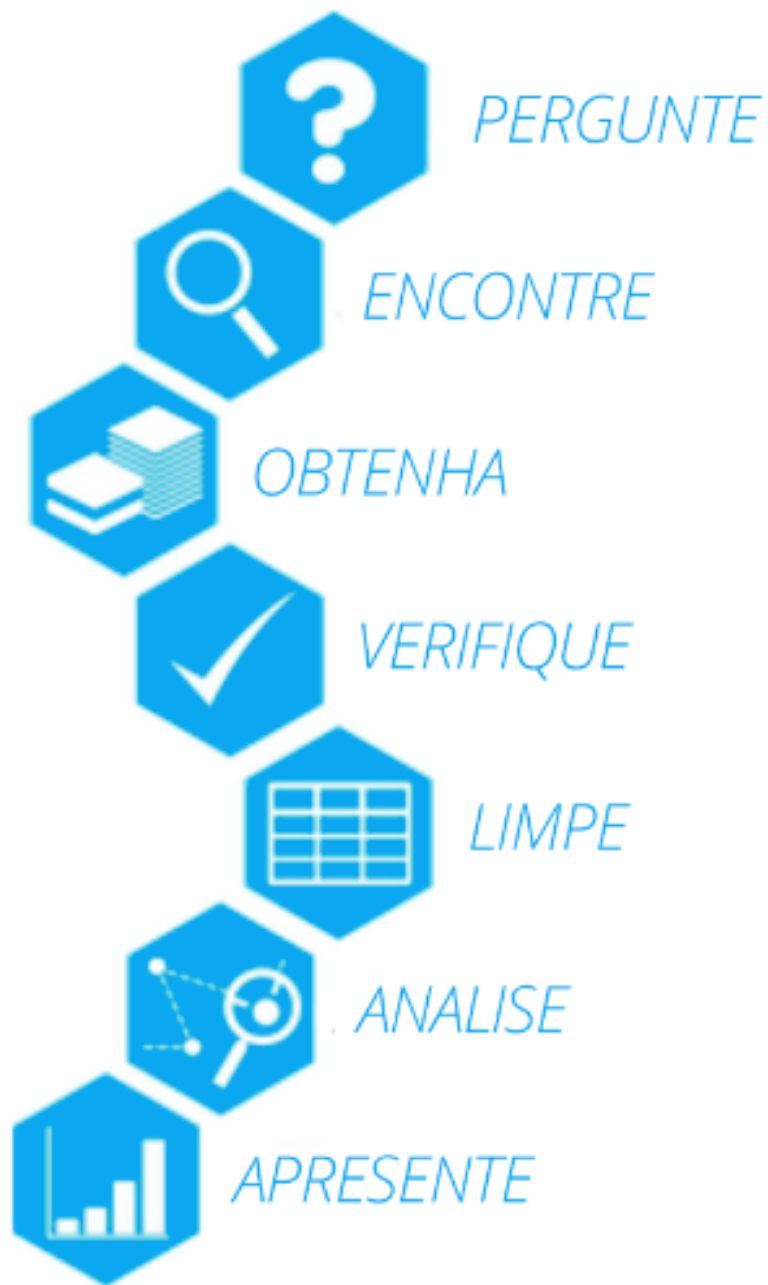 PERGUNTE
ENCONTRE
OBTENHA
VERIFIQUE
LIMPE
ANALISE
APRESENTE